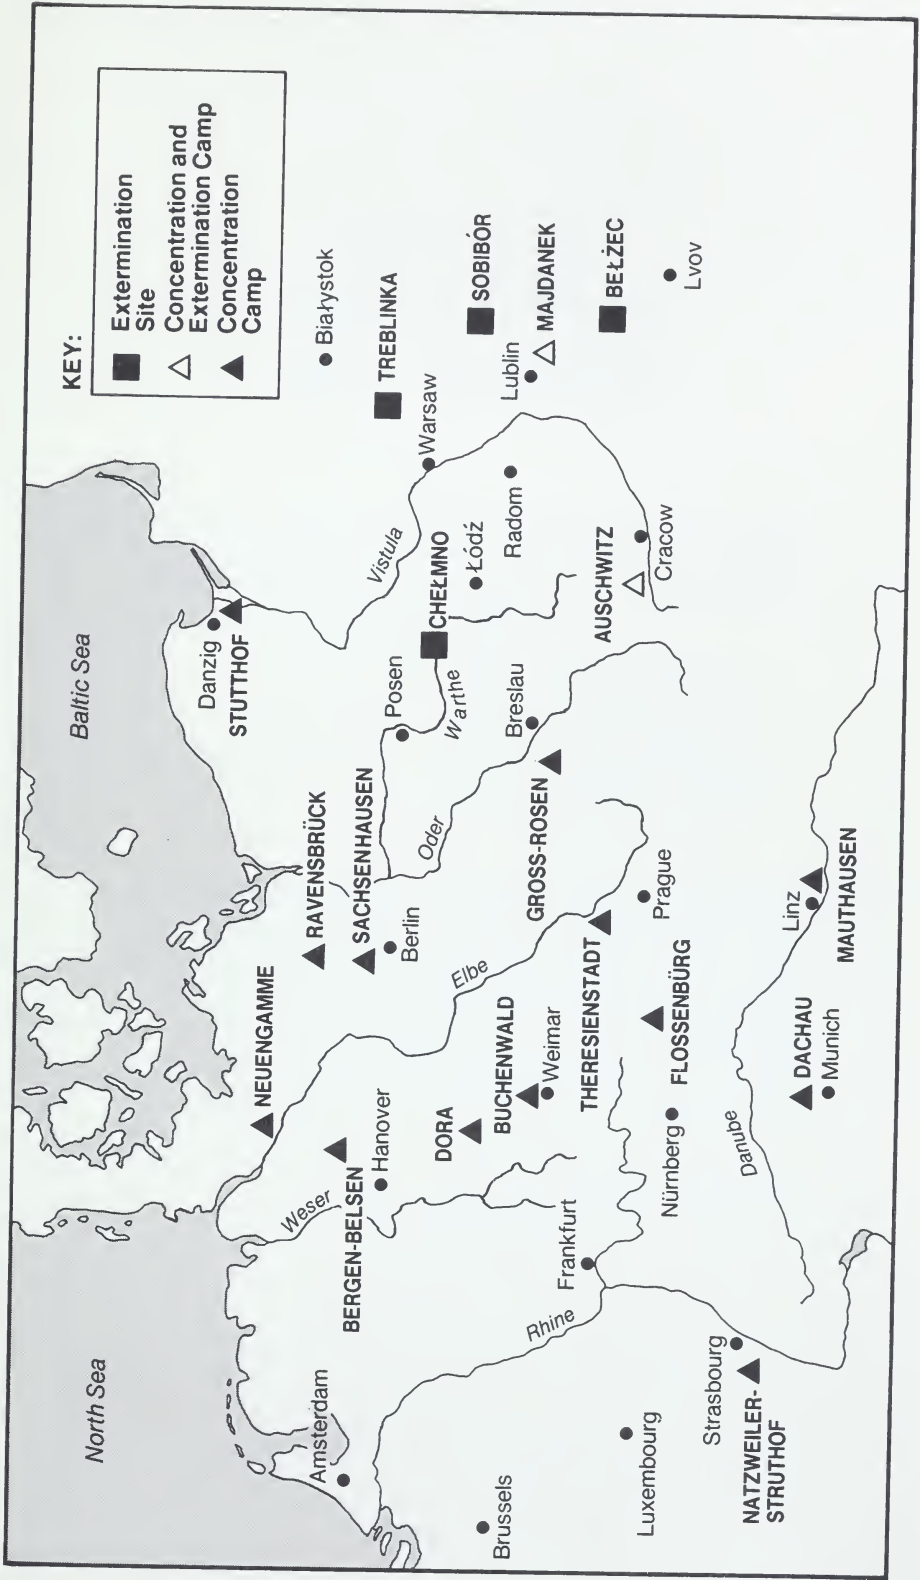 KEY:
Extermination
Site
Concentration and
Extermination Camp
Concentration
Camp
North Sea
Baltic Sea
Danzig
STUTTHOF
NEUENGAMME
RAVENSBRÜCK
Białystok
Amsterdam
Weser
BERGEN-BELSEN
Hanover
SACHSENHAUSEN
Berlin
Posen
Vistula
TREBLINKA
Warsaw
CHEŁMNO
Warthe
Łódź
Oder
Elbe
SOBIBÓR
Lublin
MAJDANEK
Radom
Brussels
Rhine
DORA
BUCHENWALD
Weimar
GROSS-ROSEN
Breslau
Frankfurt
THERESIENSTADT
Prague
AUSCHWITZ
Cracow
BEŁŻEC
Lvov
Luxembourg
Nürnberg
FLOSSENBÜRG
Strasbourg
NATZWEILER-
STRUTHOF
Danube
DACHAU
Munich
Linz
MAUTHAUSEN